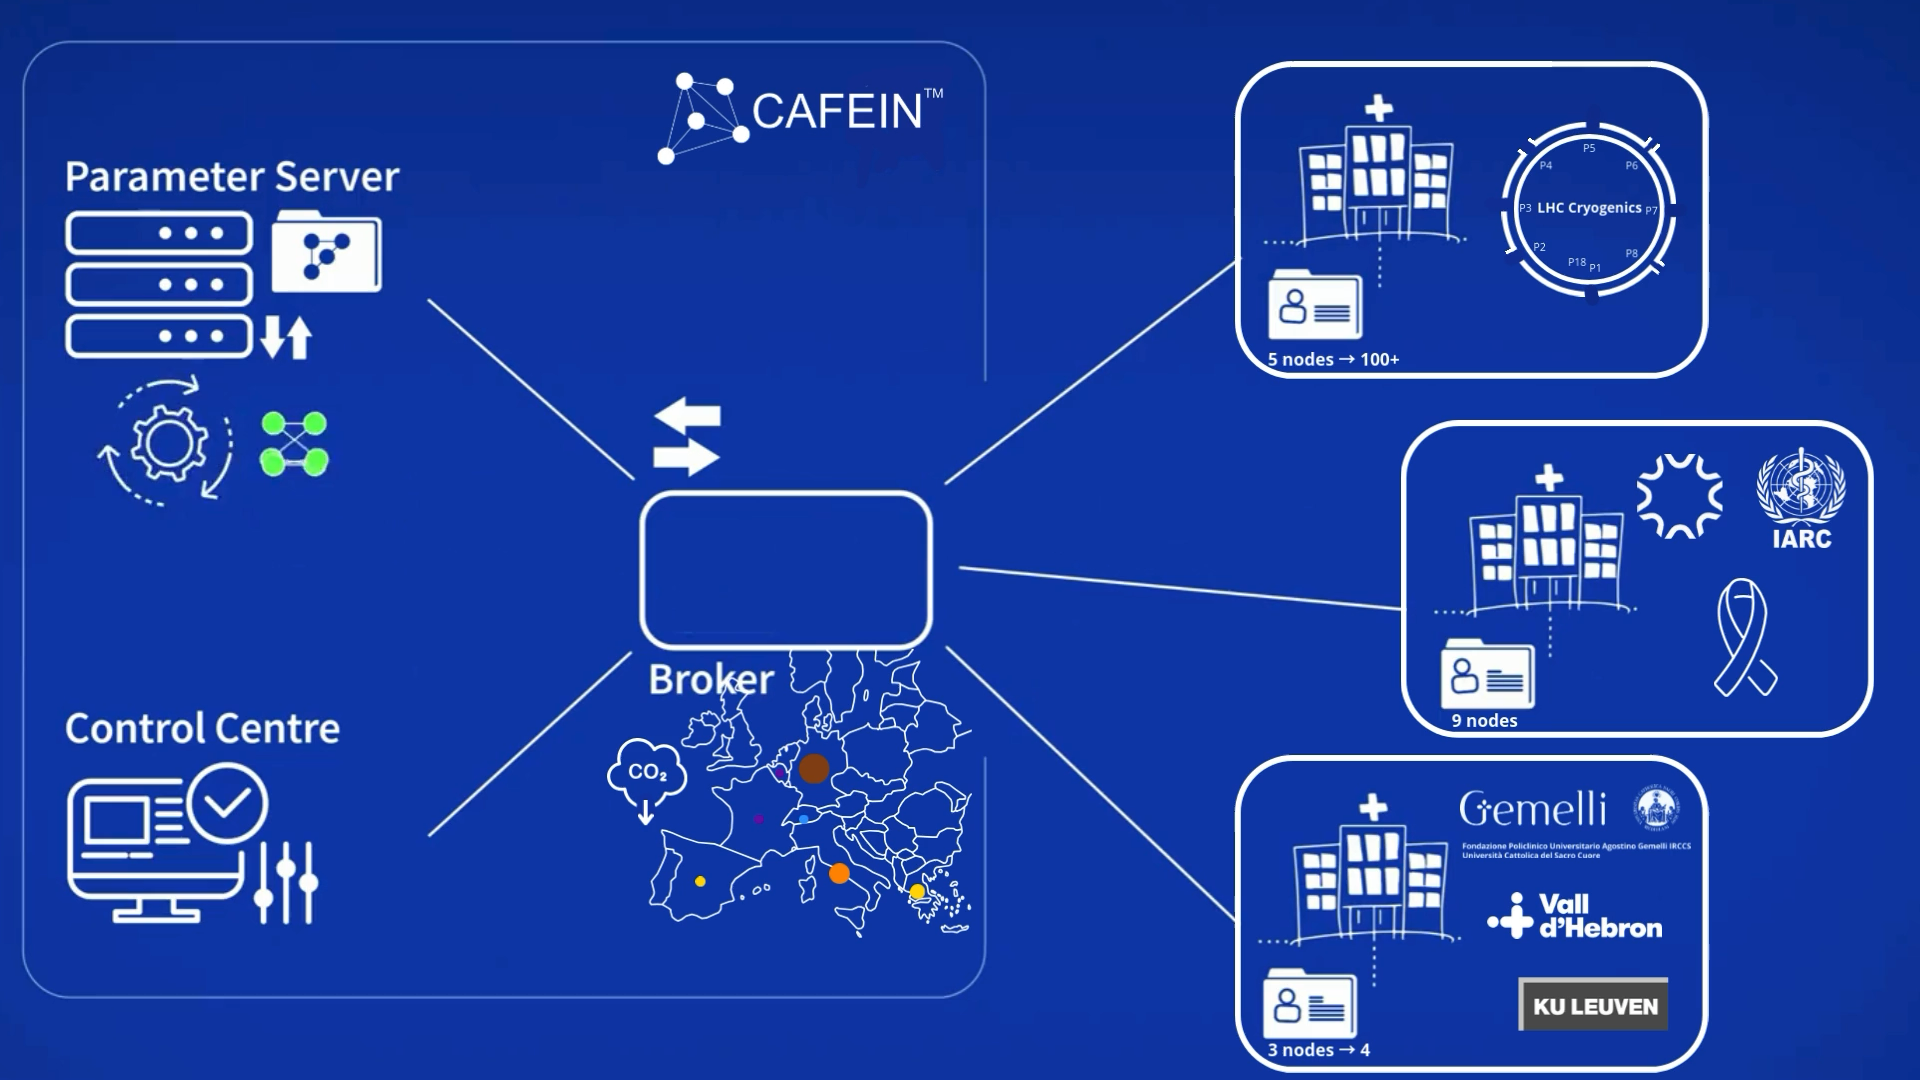 CAFEIN™
Parameter Server
Broker
Control Centre
CO₂
P5
P4
P6
P3
LHC Cryogenics
P7
P2
P8
P18
P1
5 nodes → 100+
IARC
9 nodes
Gemelli
Fondazione Policlinico Universitario Agostino Gemelli IRCCS
Università Cattolica del Sacro Cuore
Vall
d'Hebron
KU LEUVEN
3 nodes → 4